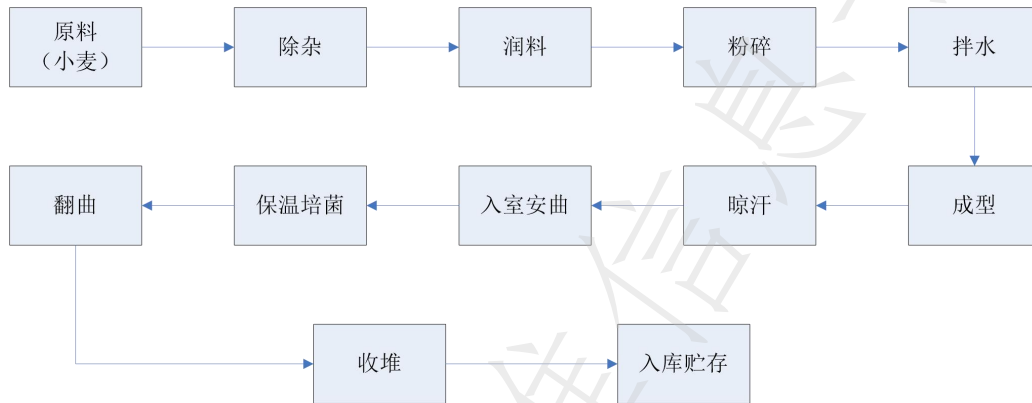 原料
（小麦）
除杂
润料
粉碎
拌水
成型
晾汗
入室安曲
保温培菌
翻曲
收堆
入库贮存